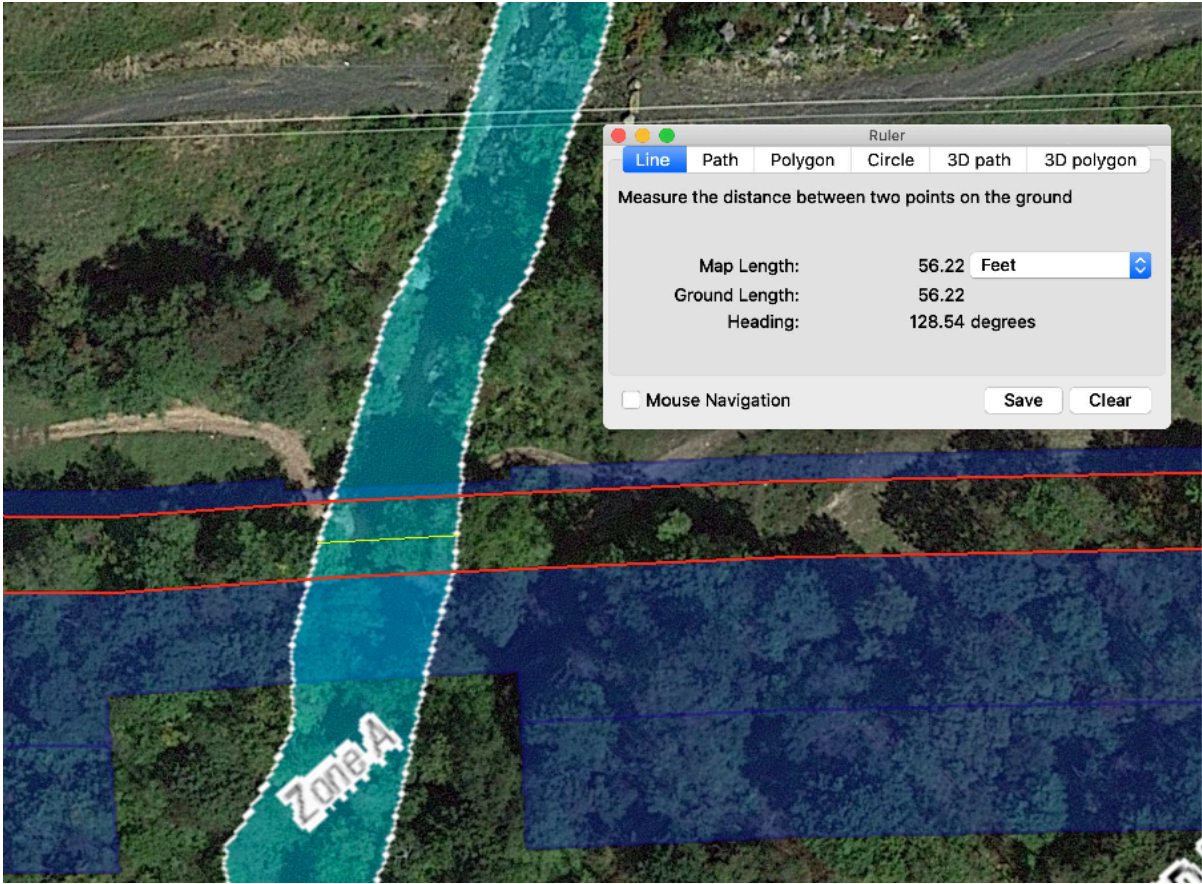 Ruler
Line Path Polygon Circle 3D path 3D polygon
Measure the distance between two points on the ground
Map Length: 56.22 Feet
Ground Length: 56.22
Heading: 128.54 degrees
Mouse Navigation Save Clear
Zone A